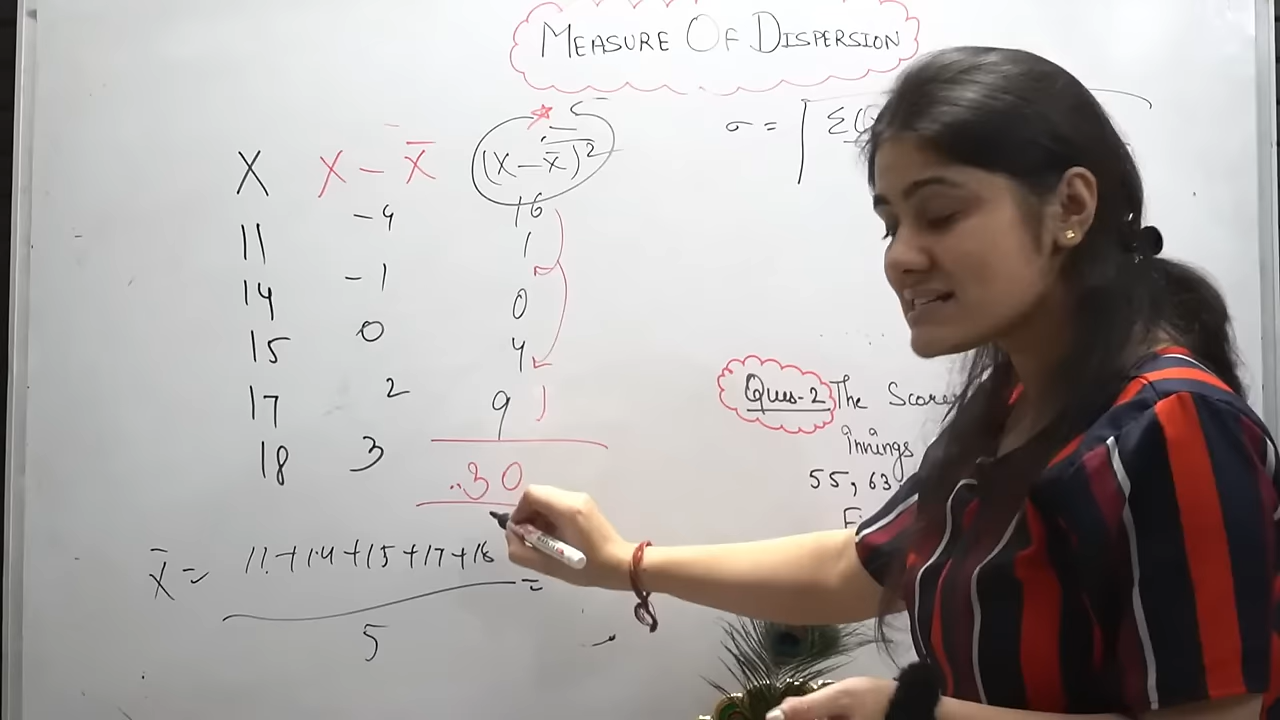 MEASURE OF DISPERSION
X X - X̄ (X - X̄)²
11 -4 16
14 -1 1
15 0 0
17 2 4
18 3 9
30
X̄ = 11+14+15+17+18 =
5
σ = √Σ(
Ques-2 The Score
innings
55, 63,